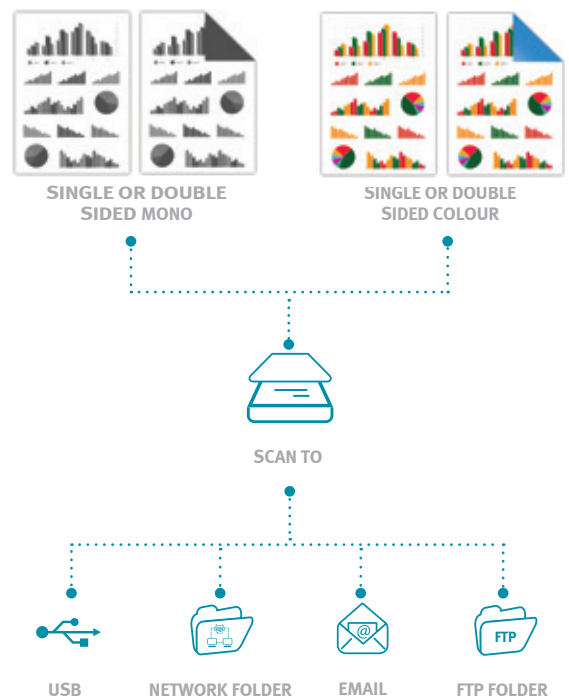 SINGLE OR DOUBLE
SIDED MONO
SINGLE OR DOUBLE
SIDED COLOUR
SCAN TO
@
FTP
USB
NETWORK FOLDER
EMAIL
FTP FOLDER